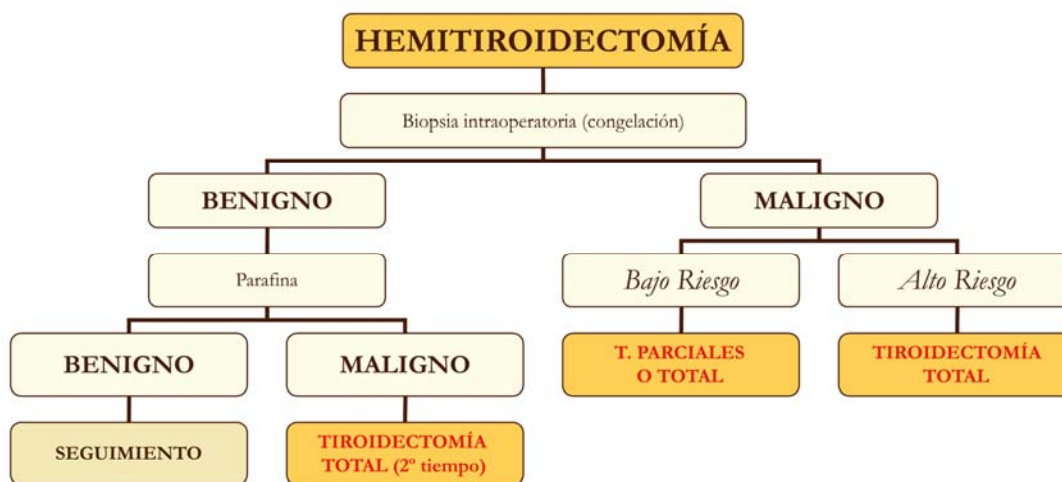 HEMITIROIDECTOMÍA
Biopsia intraoperatoria (congelación)
BENIGNO
MALIGNO
Parafina
Bajo Riesgo
Alto Riesgo
BENIGNO
MALIGNO
T. PARCIALES
O TOTAL
TIROIDECTOMÍA
TOTAL
SEGUIMIENTO
TIROIDECTOMÍA
TOTAL (2º tiempo)